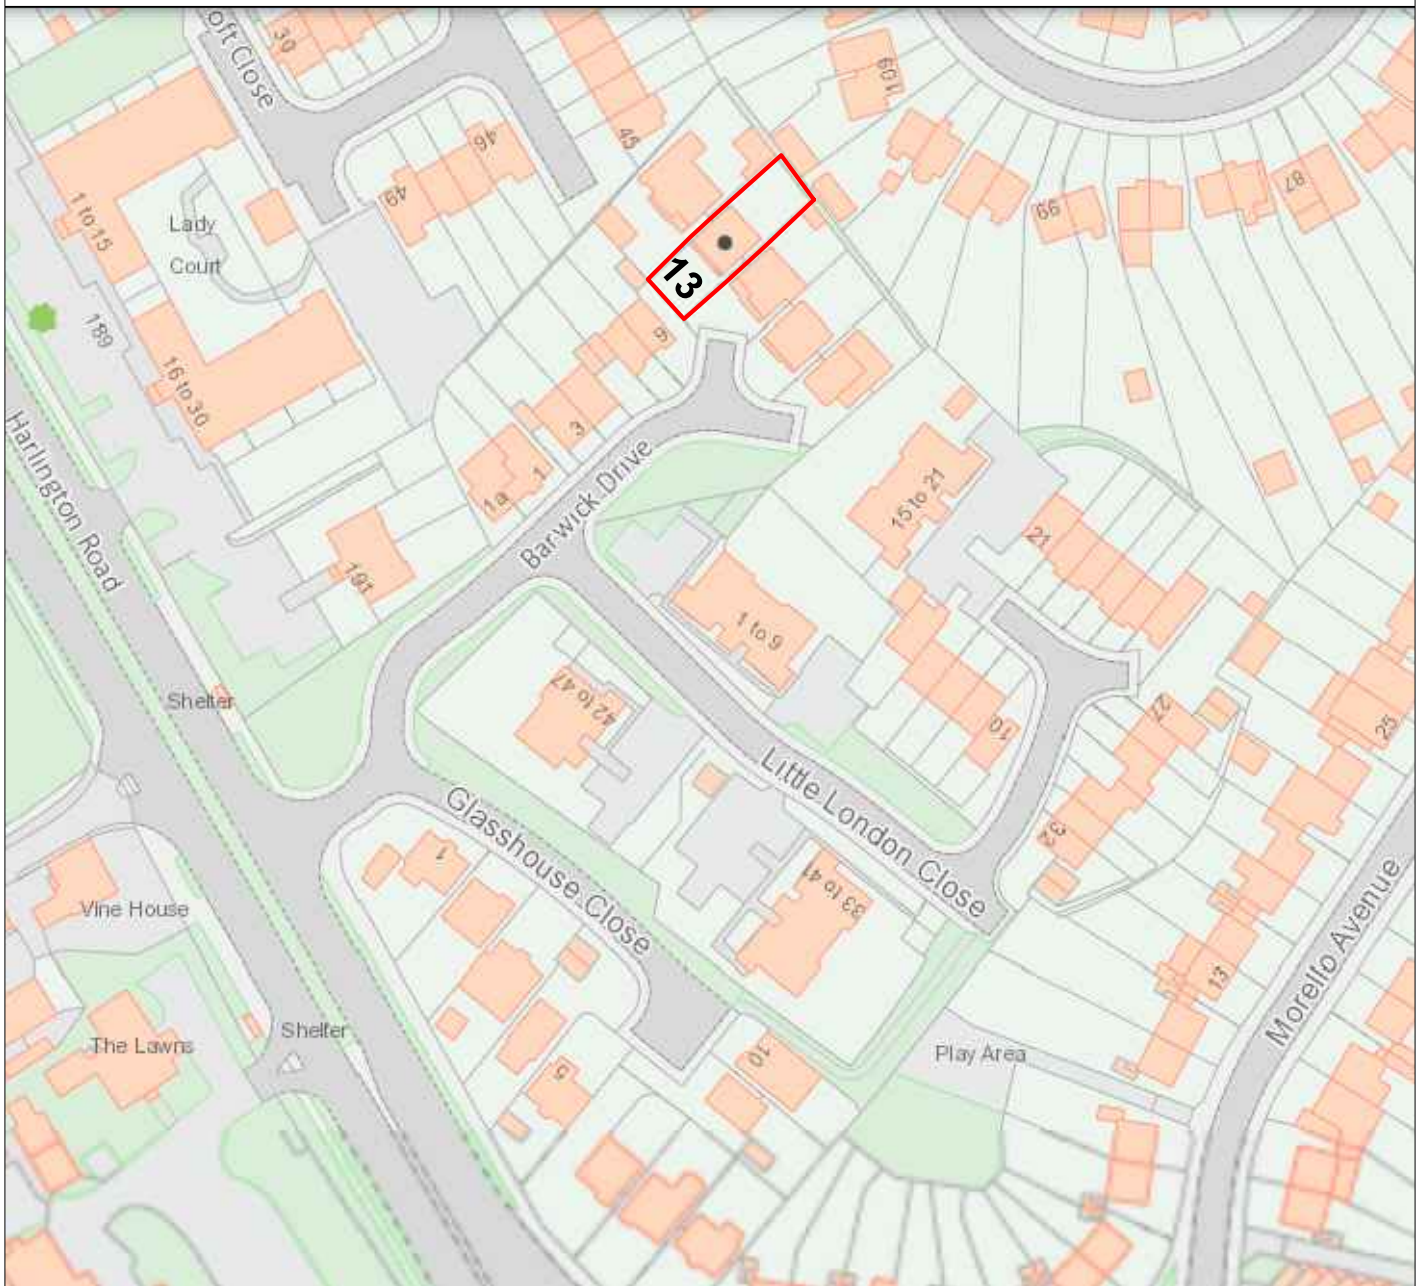 oft Close
30
109
45
46
49
1 to 15
Lady
Court
13
99
87
189
16 to 30
9
3
1
1a
Harlington Road
Barwick Drive
15 to 21
21
191
1 to 9
42 to 47
Shelter
10
27
25
Little London Close
Glasshouse Close
1
33 to 41
Vine House
13
Morello Avenue
Shelter
The Lawns
Play Area
10
5